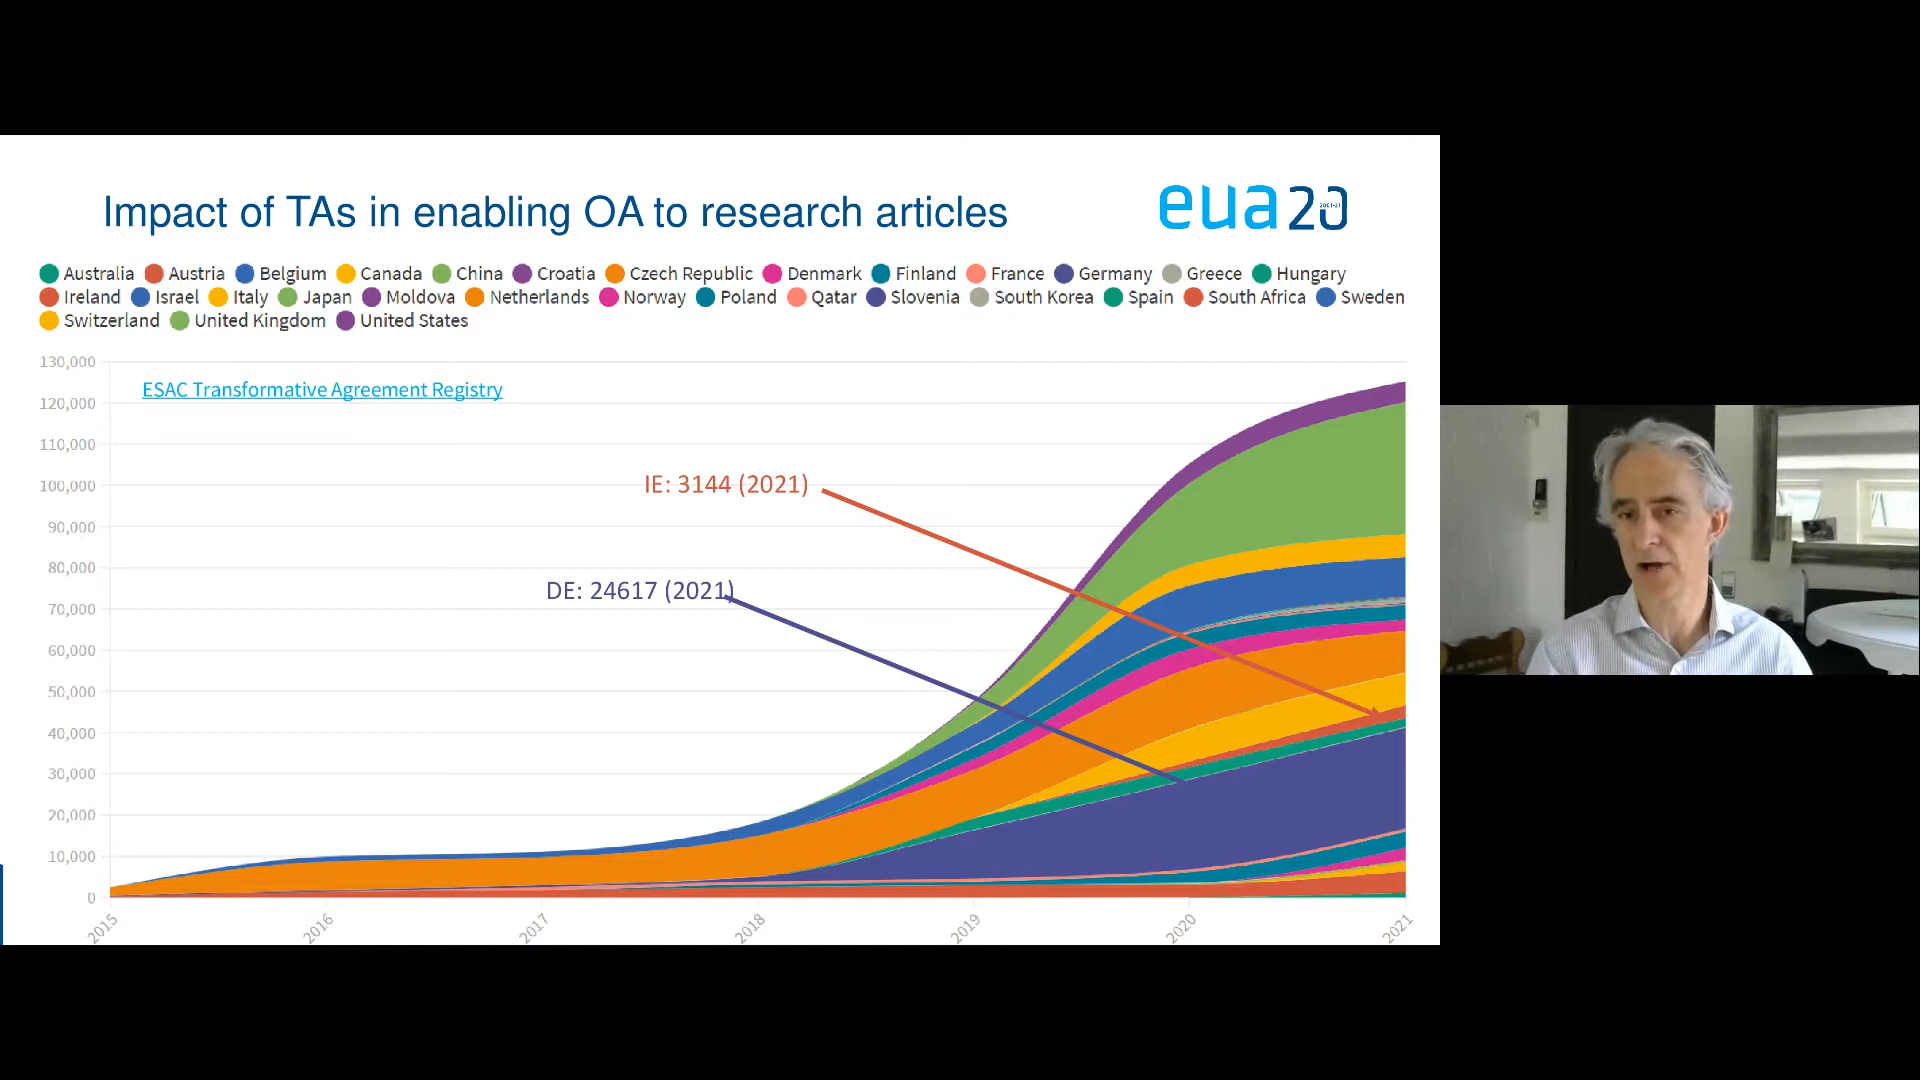 Impact of TAs in enabling OA to research articles
eua20
2001-21
Australia Austria Belgium Canada China Croatia Czech Republic Denmark Finland France Germany Greece Hungary
Ireland Israel Italy Japan Moldova Netherlands Norway Poland Qatar Slovenia South Korea Spain South Africa Sweden
Switzerland United Kingdom United States
130,000
ESAC Transformative Agreement Registry
120,000
110,000
100,000
IE: 3144 (2021)
90,000
80,000
DE: 24617 (2021)
70,000
60,000
50,000
40,000
30,000
20,000
10,000
0
2015 2016 2017 2018 2019 2020 2021